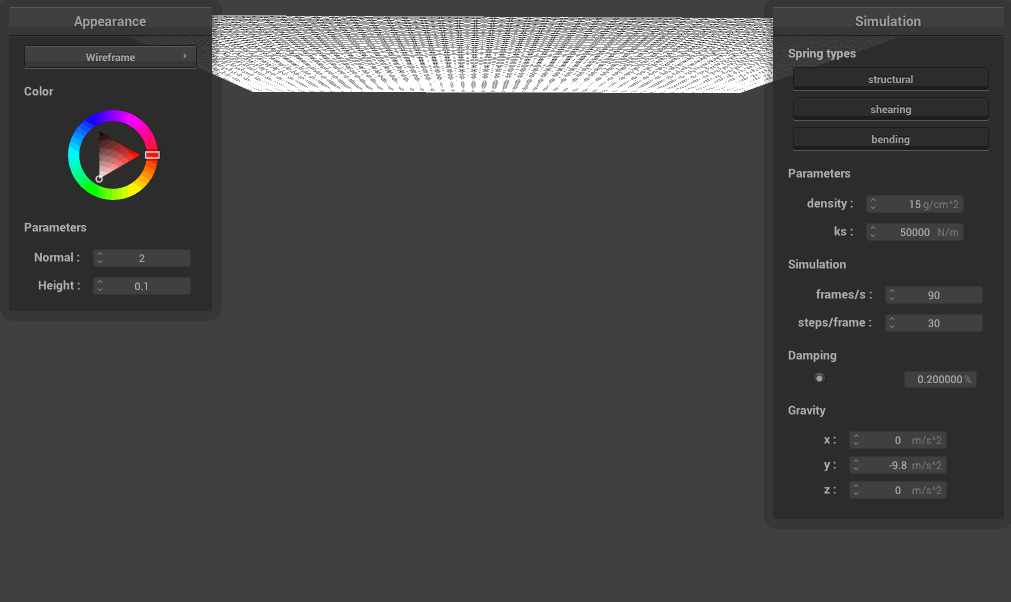 Appearance
Wireframe
Color
Parameters
Normal : 2
Height : 0.1
Simulation
Spring types
structural
shearing
bending
Parameters
density : 15 g/cm^2
ks : 50000 N/m
Simulation
frames/s : 90
steps/frame : 30
Damping
0.200000 %
Gravity
x : 0 m/s^2
y : -9.8 m/s^2
z : 0 m/s^2